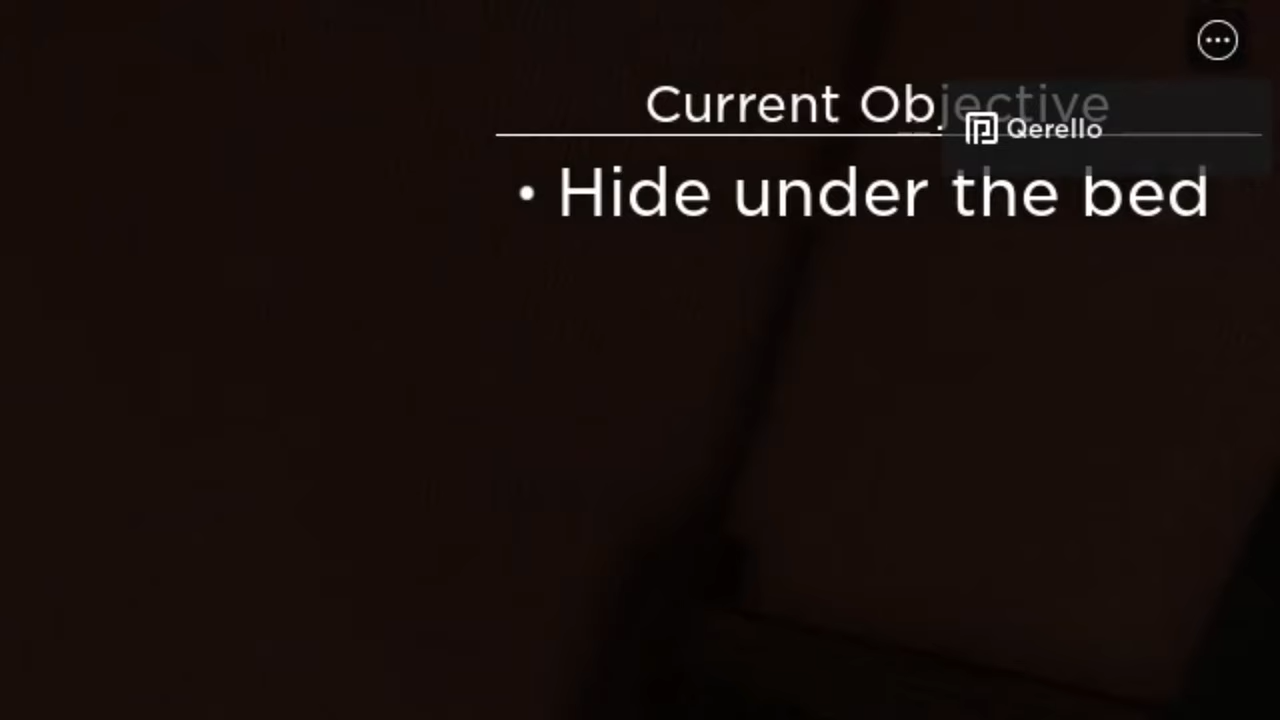 Current Objective
Qerello
• Hide under the bed